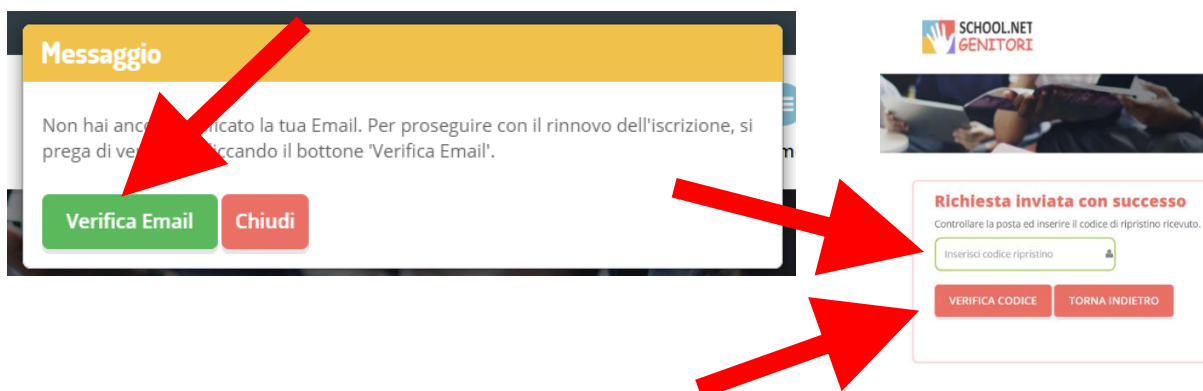 Messaggio
Non hai anc icato la tua Email. Per proseguire con il rinnovo dell'iscrizione, si
prega di ve iccando il bottone 'Verifica Email'.
Verifica Email Chiudi
SCHOOL.NET
GENITORI
Richiesta inviata con successo
Controllare la posta ed inserire il codice di ripristino ricevuto.
Inserisci codice ripristino
VERIFICA CODICE TORNA INDIETRO